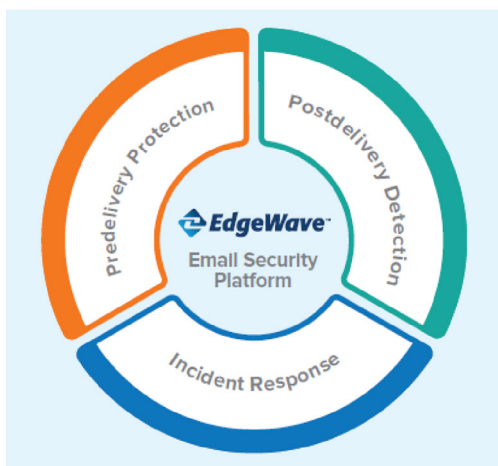 Predelivery Protection
Postdelivery Detection
EdgeWave™
Email Security
Platform
Incident Response